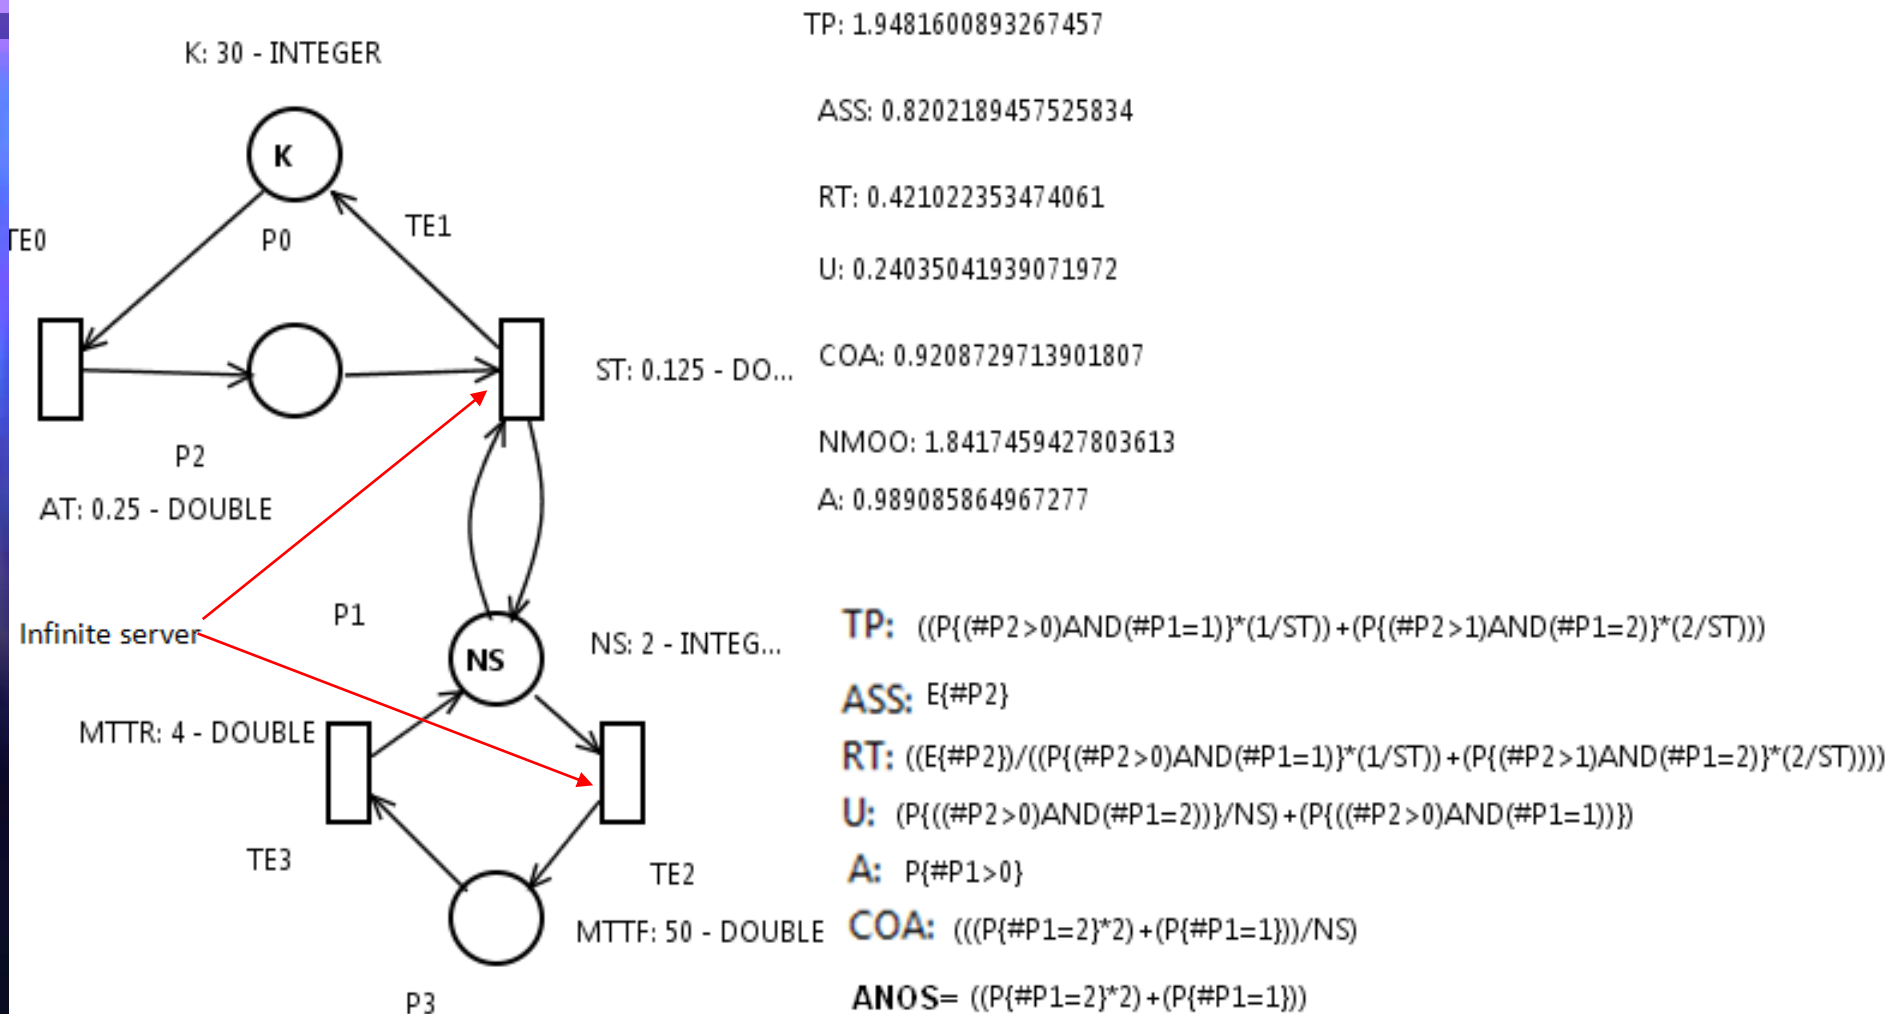 K: 30 - INTEGER
K
TE0
P0
TE1
ST: 0.125 - DO...
P2
AT: 0.25 - DOUBLE
Infinite server
P1
NS
NS: 2 - INTEG...
MTTR: 4 - DOUBLE
TE3
TE2
MTTF: 50 - DOUBLE
P3
TP: 1.9481600893267457
ASS: 0.8202189457525834
RT: 0.421022353474061
U: 0.24035041939071972
COA: 0.9208729713901807
NMOO: 1.8417459427803613
A: 0.989085864967277
TP: ((P{(#P2>0)AND(#P1=1)}*(1/ST))+(P{(#P2>1)AND(#P1=2)}*(2/ST)))
ASS: E{#P2}
RT: ((E{#P2})/((P{(#P2>0)AND(#P1=1)}*(1/ST))+(P{(#P2>1)AND(#P1=2)}*(2/ST))))
U: (P{((#P2>0)AND(#P1=2))}/NS)+(P{((#P2>0)AND(#P1=1))})
A: P{#P1>0}
COA: (((P{#P1=2}*2)+(P{#P1=1}))/NS)
ANOS= ((P{#P1=2}*2)+(P{#P1=1}))